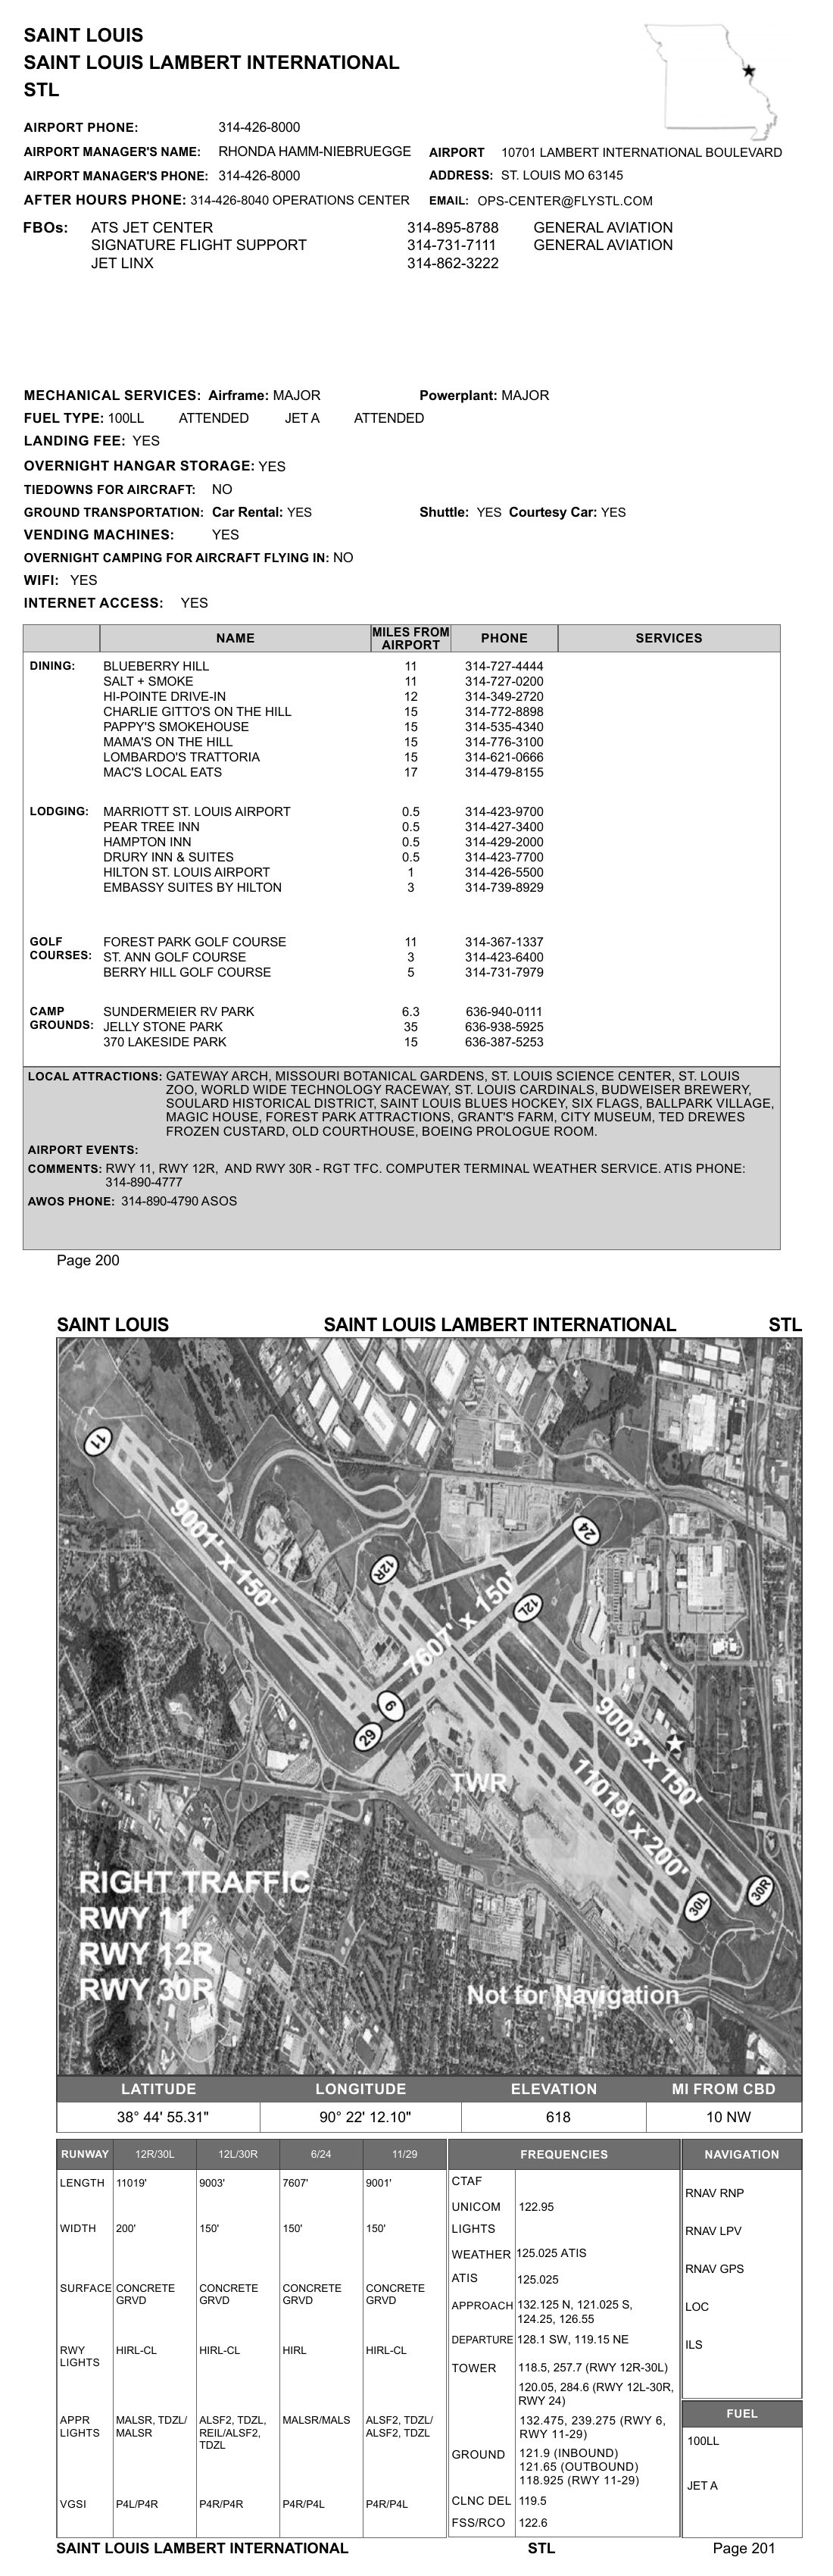 SAINT LOUIS
SAINT LOUIS LAMBERT INTERNATIONAL
STL
AIRPORT PHONE: 314-426-8000
AIRPORT MANAGER'S NAME: RHONDA HAMM-NIEBRUEGGE AIRPORT 10701 LAMBERT INTERNATIONAL BOULEVARD
AIRPORT MANAGER'S PHONE: 314-426-8000 ADDRESS: ST. LOUIS MO 63145
AFTER HOURS PHONE: 314-426-8040 OPERATIONS CENTER EMAIL: OPS-CENTER@FLYSTL.COM
FBOs: ATS JET CENTER 314-895-8788 GENERAL AVIATION
SIGNATURE FLIGHT SUPPORT 314-731-7111 GENERAL AVIATION
JET LINX 314-862-3222
MECHANICAL SERVICES: Airframe: MAJOR Powerplant: MAJOR
FUEL TYPE: 100LL ATTENDED JET A ATTENDED
LANDING FEE: YES
OVERNIGHT HANGAR STORAGE: YES
TIEDOWNS FOR AIRCRAFT: NO
GROUND TRANSPORTATION: Car Rental: YES Shuttle: YES Courtesy Car: YES
VENDING MACHINES: YES
OVERNIGHT CAMPING FOR AIRCRAFT FLYING IN: NO
WIFI: YES
INTERNET ACCESS: YES
NAME MILES FROM AIRPORT PHONE SERVICES
DINING: BLUEBERRY HILL 11 314-727-4444
SALT + SMOKE 11 314-727-0200
HI-POINTE DRIVE-IN 12 314-349-2720
CHARLIE GITTO'S ON THE HILL 15 314-772-8898
PAPPY'S SMOKEHOUSE 15 314-535-4340
MAMA'S ON THE HILL 15 314-776-3100
LOMBARDO'S TRATTORIA 15 314-621-0666
MAC'S LOCAL EATS 17 314-479-8155
LODGING: MARRIOTT ST. LOUIS AIRPORT 0.5 314-423-9700
PEAR TREE INN 0.5 314-427-3400
HAMPTON INN 0.5 314-429-2000
DRURY INN & SUITES 0.5 314-423-7700
HILTON ST. LOUIS AIRPORT 1 314-426-5500
EMBASSY SUITES BY HILTON 3 314-739-8929
GOLF COURSES: FOREST PARK GOLF COURSE 11 314-367-1337
ST. ANN GOLF COURSE 3 314-423-6400
BERRY HILL GOLF COURSE 5 314-731-7979
CAMP GROUNDS: SUNDERMEIER RV PARK 6.3 636-940-0111
JELLY STONE PARK 35 636-938-5925
370 LAKESIDE PARK 15 636-387-5253
LOCAL ATTRACTIONS: GATEWAY ARCH, MISSOURI BOTANICAL GARDENS, ST. LOUIS SCIENCE CENTER, ST. LOUIS
ZOO, WORLD WIDE TECHNOLOGY RACEWAY, ST. LOUIS CARDINALS, BUDWEISER BREWERY,
SOULARD HISTORICAL DISTRICT, SAINT LOUIS BLUES HOCKEY, SIX FLAGS, BALLPARK VILLAGE,
MAGIC HOUSE, FOREST PARK ATTRACTIONS, GRANT'S FARM, CITY MUSEUM, TED DREWES
FROZEN CUSTARD, OLD COURTHOUSE, BOEING PROLOGUE ROOM.
AIRPORT EVENTS:
COMMENTS: RWY 11, RWY 12R, AND RWY 30R - RGT TFC. COMPUTER TERMINAL WEATHER SERVICE. ATIS PHONE:
314-890-4777
AWOS PHONE: 314-890-4790 ASOS
Page 200
SAINT LOUIS SAINT LOUIS LAMBERT INTERNATIONAL STL
11
9001' x 150'
24
12R
12L
7607' x 150'
6
29
9003' x 150'
11019' x 200'
TWR
30L
30R
RIGHT TRAFFIC
RWY 11
RWY 12R
RWY 30R
Not for Navigation
LATITUDE LONGITUDE ELEVATION MI FROM CBD
38° 44' 55.31" 90° 22' 12.10" 618 10 NW
RUNWAY 12R/30L 12L/30R 6/24 11/29
LENGTH 11019' 9003' 7607' 9001'
WIDTH 200' 150' 150' 150'
SURFACE CONCRETE CONCRETE CONCRETE CONCRETE
GRVD GRVD GRVD GRVD
RWY HIRL-CL HIRL-CL HIRL HIRL-CL
LIGHTS
APPR MALSR, TDZL/ ALSF2, TDZL, MALSR/MALS ALSF2, TDZL/
LIGHTS MALSR REIL/ALSF2, ALSF2, TDZL
TDZL
VGSI P4L/P4R P4R/P4R P4R/P4L P4R/P4L
FREQUENCIES
CTAF
UNICOM 122.95
LIGHTS
WEATHER 125.025 ATIS
ATIS 125.025
APPROACH 132.125 N, 121.025 S,
124.25, 126.55
DEPARTURE 128.1 SW, 119.15 NE
TOWER 118.5, 257.7 (RWY 12R-30L)
120.05, 284.6 (RWY 12L-30R,
RWY 24)
132.475, 239.275 (RWY 6,
RWY 11-29)
GROUND 121.9 (INBOUND)
121.65 (OUTBOUND)
118.925 (RWY 11-29)
CLNC DEL 119.5
FSS/RCO 122.6
NAVIGATION
RNAV RNP
RNAV LPV
RNAV GPS
LOC
ILS
FUEL
100LL
JET A
SAINT LOUIS LAMBERT INTERNATIONAL STL Page 201